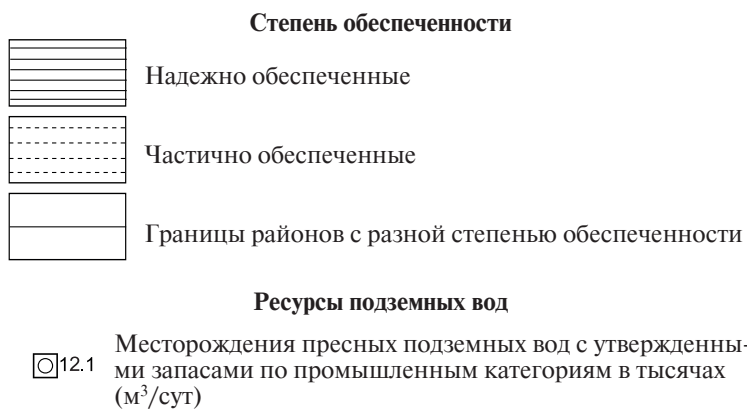 Степень обеспеченности
Надежно обеспеченные
Частично обеспеченные
Границы районов с разной степенью обеспеченности
Ресурсы подземных вод
12.1
Месторождения пресных подземных вод с утвержденны-
ми запасами по промышленным категориям в тысячах
(м³/сут)